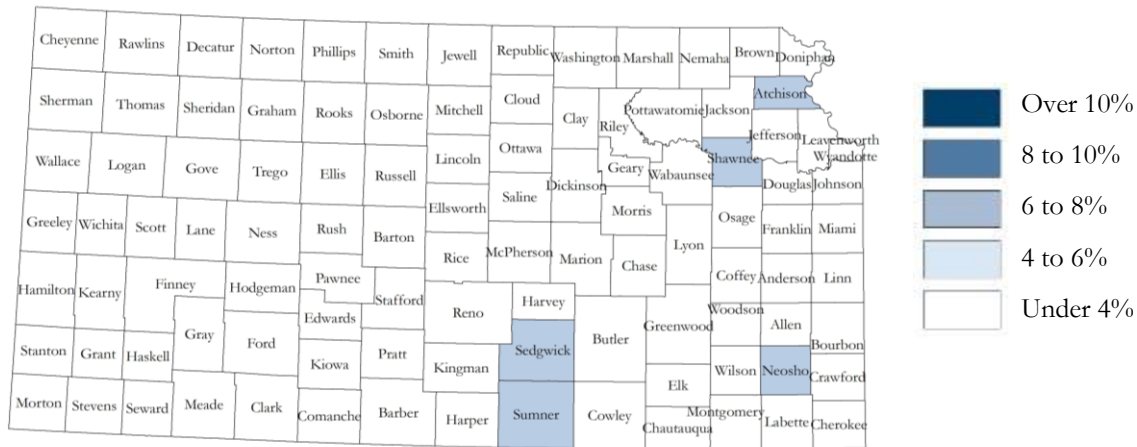 Cheyenne Rawlins Decatur Norton Phillips Smith Jewell Republic Washington Marshall Nemaha Brown Doniphan
Sherman Thomas Sheridan Graham Rooks Osborne Mitchell Cloud Clay Riley Pottawatomie Jackson Atchison
Jefferson Leavenworth Wyandotte
Wallace Logan Gove Trego Ellis Russell Lincoln Ottawa Dickinson Geary Wabaunsee Shawnee Douglas Johnson
Greeley Wichita Scott Lane Ness Rush Barton Ellsworth Saline Morris Osage Franklin Miami
Hamilton Kearny Finney Hodgeman Pawnee Stafford Rice McPherson Marion Chase Lyon Coffey Anderson Linn
Stanton Grant Haskell Gray Ford Edwards Kiowa Pratt Reno Kingman Harvey Sedgwick Butler Greenwood Woodson Allen Bourbon
Morton Stevens Seward Meade Clark Comanche Barber Harper Sumner Cowley Elk Chautauqua Wilson Montgomery Neosho Labette Crawford Cherokee
Over 10%
8 to 10%
6 to 8%
4 to 6%
Under 4%